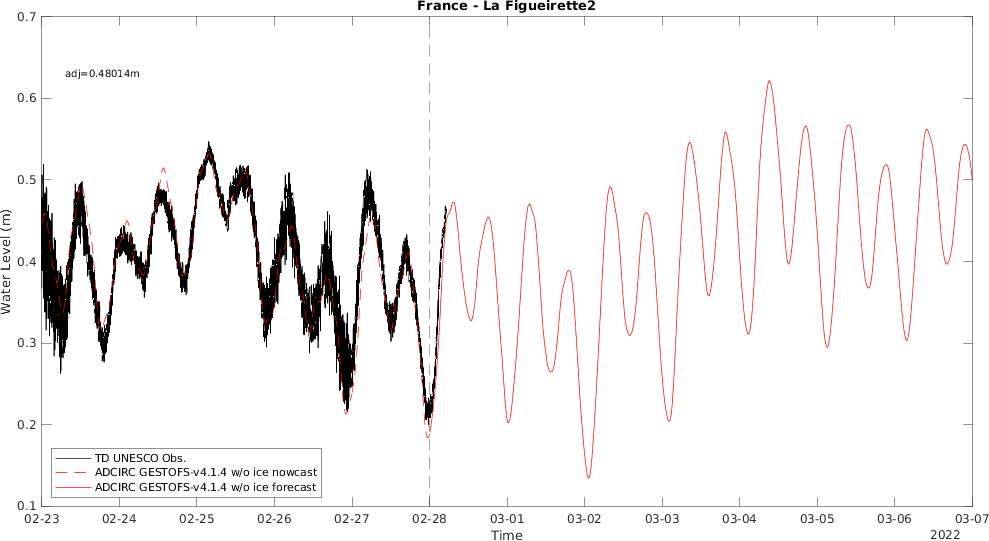 France - La Figueirette2
0.7
adj=0.48014m
0.6
0.5
0.4
0.3
0.2
0.1
Water Level (m)
TD UNESCO Obs.
ADCIRC GESTOFS-v4.1.4 w/o ice nowcast
ADCIRC GESTOFS-v4.1.4 w/o ice forecast
02-23 02-24 02-25 02-26 02-27 02-28 03-01 03-02 03-03 03-04 03-05 03-06 03-07
Time
2022